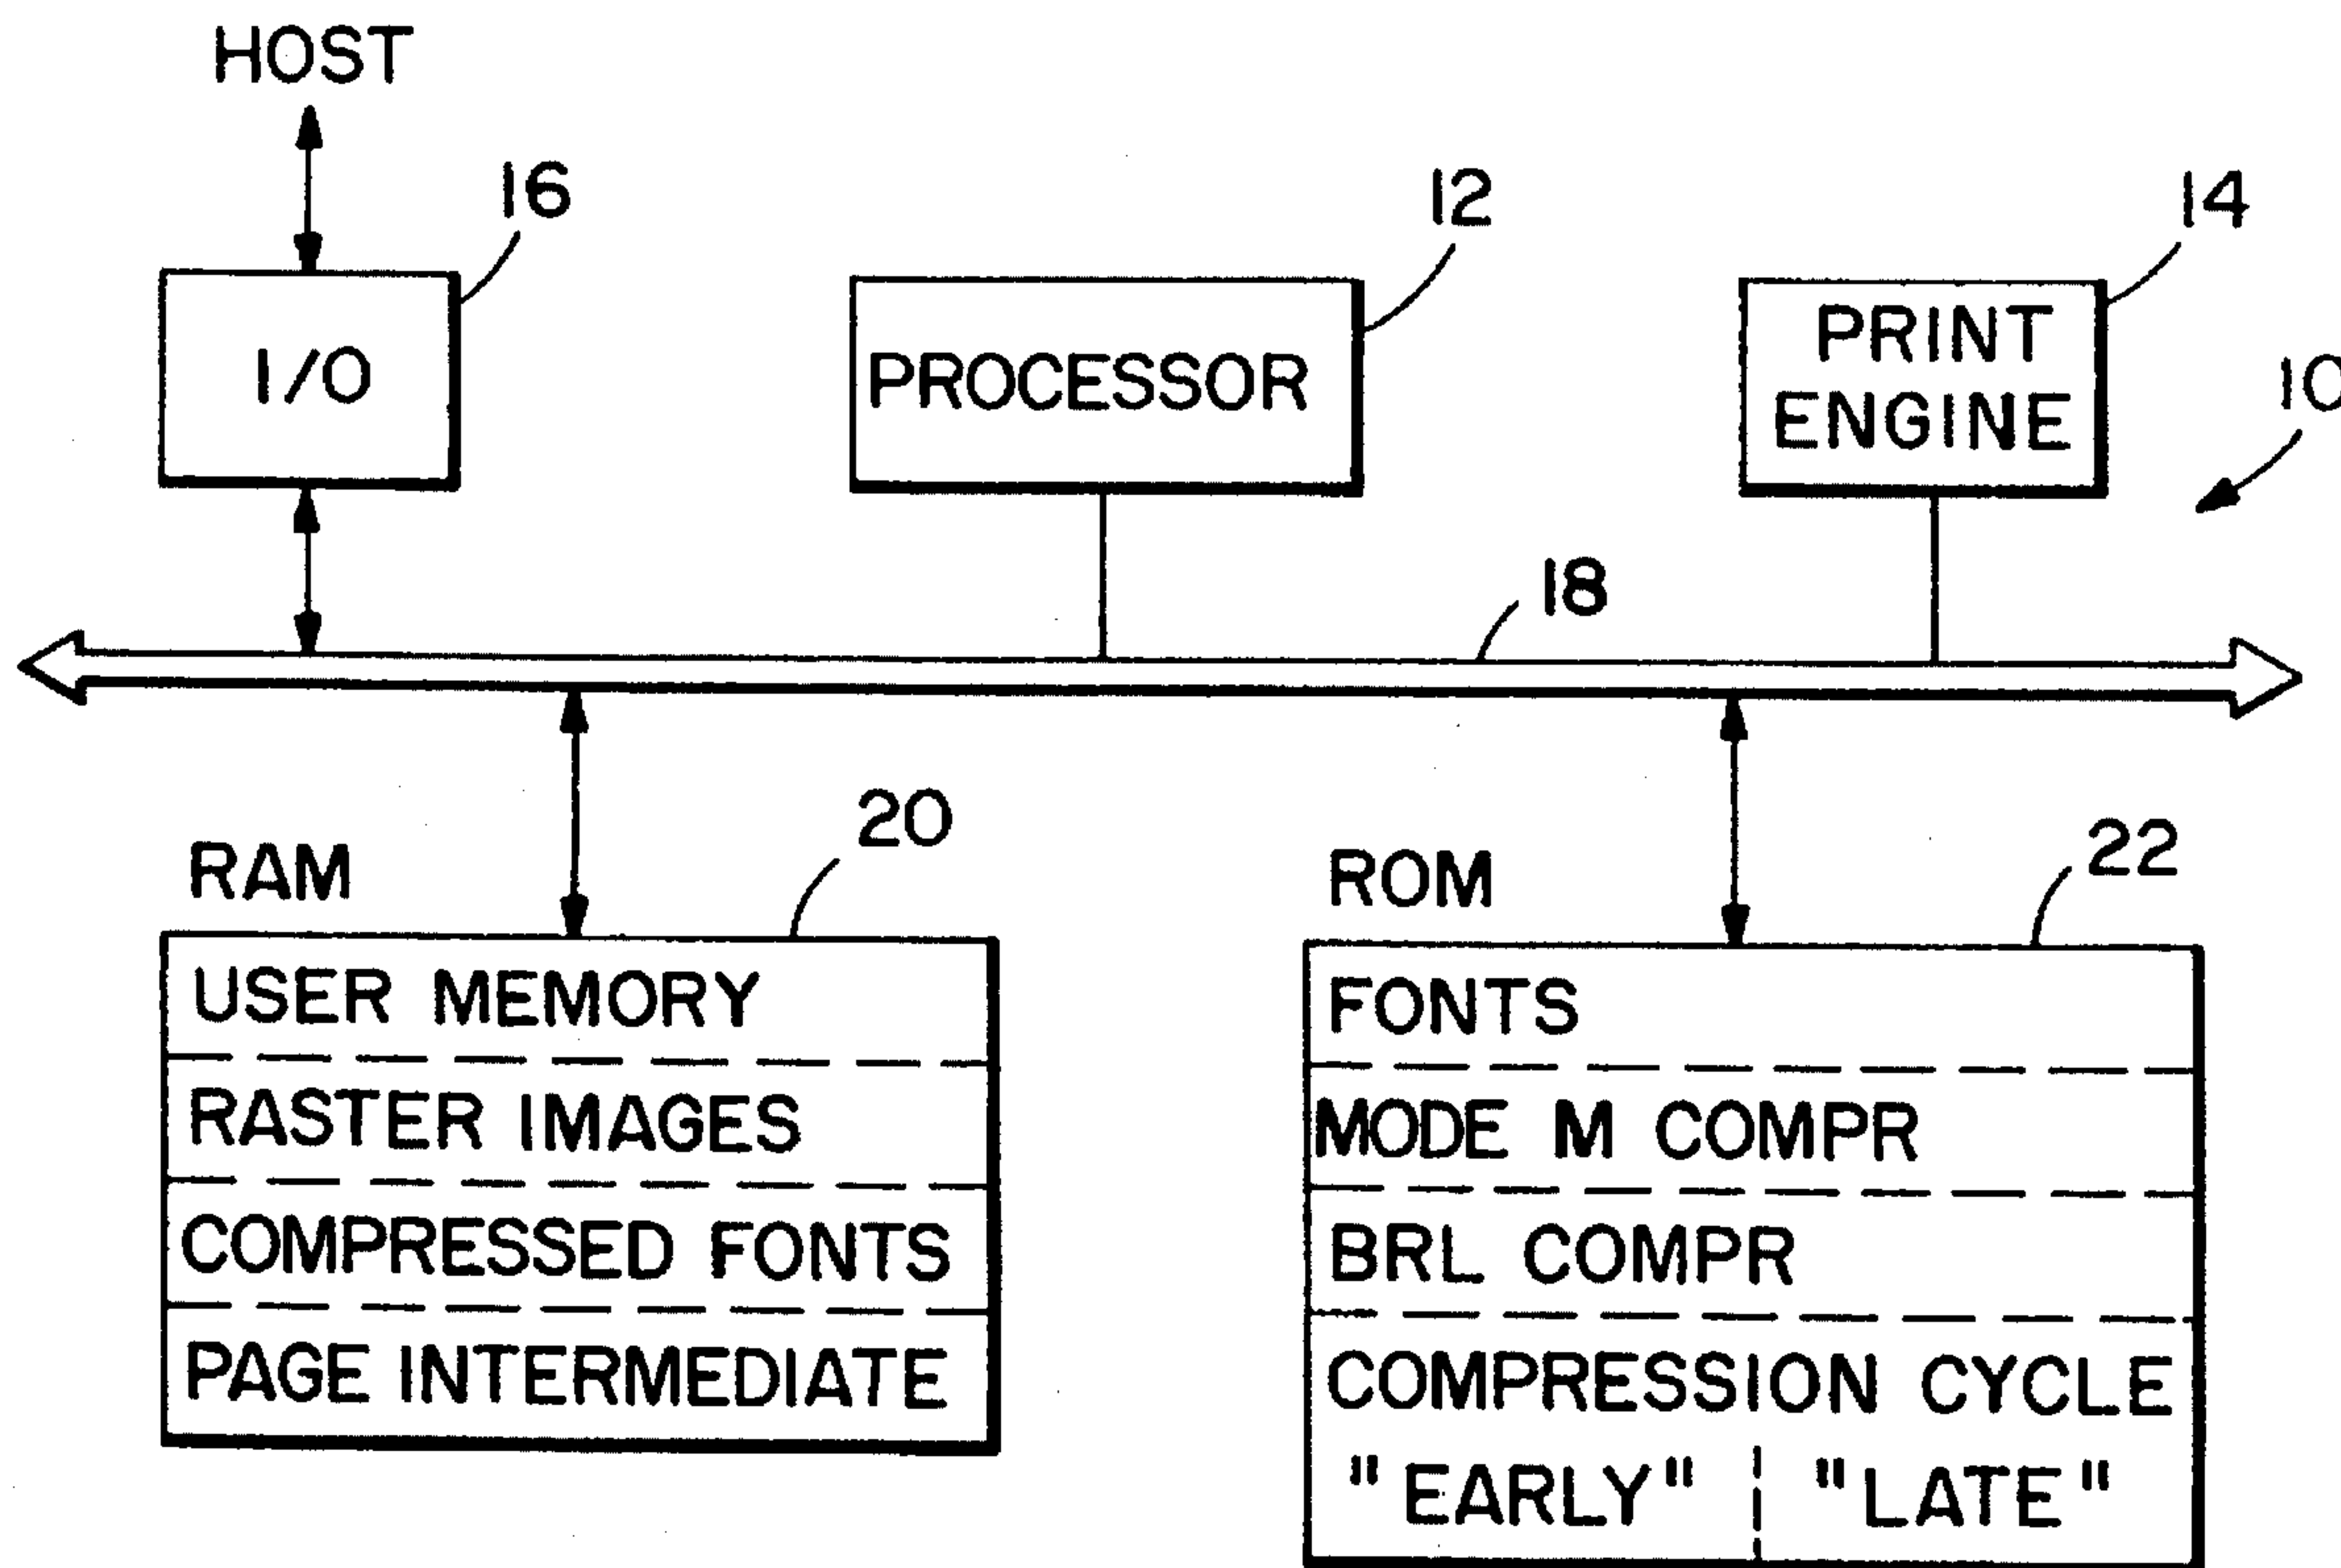 HOST
16
12
14
I/O
PROCESSOR
PRINT
ENGINE
10
18
20
22
RAM
ROM
USER MEMORY
RASTER IMAGES
COMPRESSED FONTS
PAGE INTERMEDIATE
FONTS
MODE M COMPR
BRL COMPR
COMPRESSION CYCLE
"EARLY" "LATE"